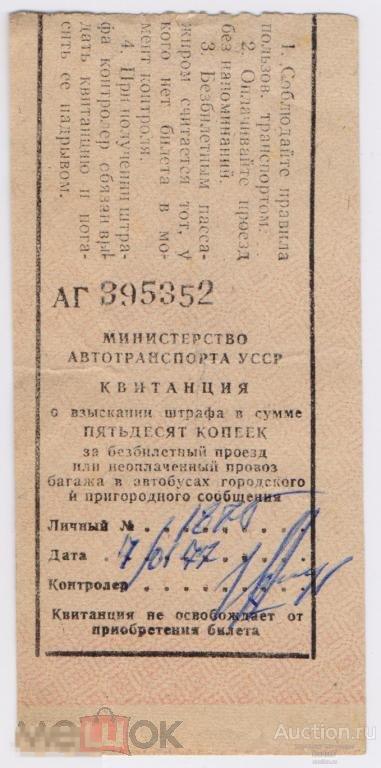 1. Соблюдайте правила
пользов. транспортом.
2. Оплачивайте проезд
без напоминаний.
3. Безбилетным пасса-
жиром считается тот, у
кого нет билета в мо-
мент контроля.
4. При получении штра-
фа контролер обязан вы-
дать квитанцию и пога-
сить ее надрывом.
АГ 395352
МИНИСТЕРСТВО
АВТОТРАНСПОРТА УССР
КВИТАНЦИЯ
о взыскании штрафа в сумме
ПЯТЬДЕСЯТ КОПЕЕК
за безбилетный проезд
или неоплаченный провоз
багажа в автобусах городского
и пригородного сообщения
Личный №
Дата
Контролер
Квитанция не освобождает от
приобретения билета
мешок
Aukzion.ru